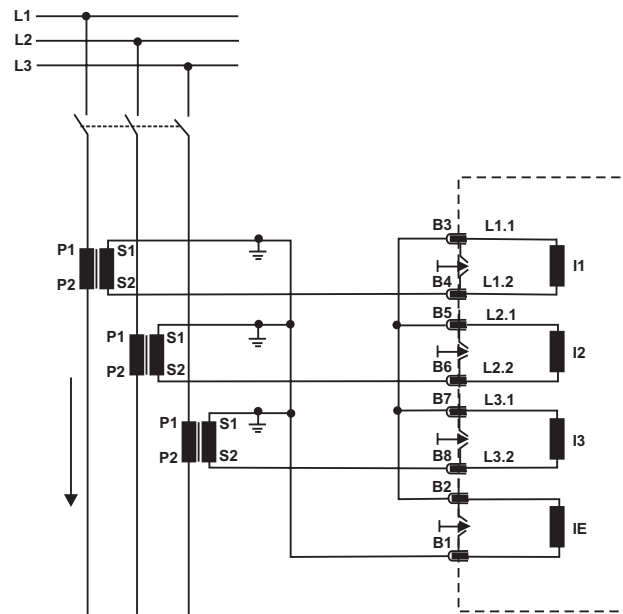 L1
L2
L3
P1
S1
P2
S2
P1
S1
P2
S2
P1
S1
P2
S2
B3
L1.1
I1
B4
L1.2
B5
L2.1
I2
B6
L2.2
B7
L3.1
I3
B8
L3.2
B2
IE
B1